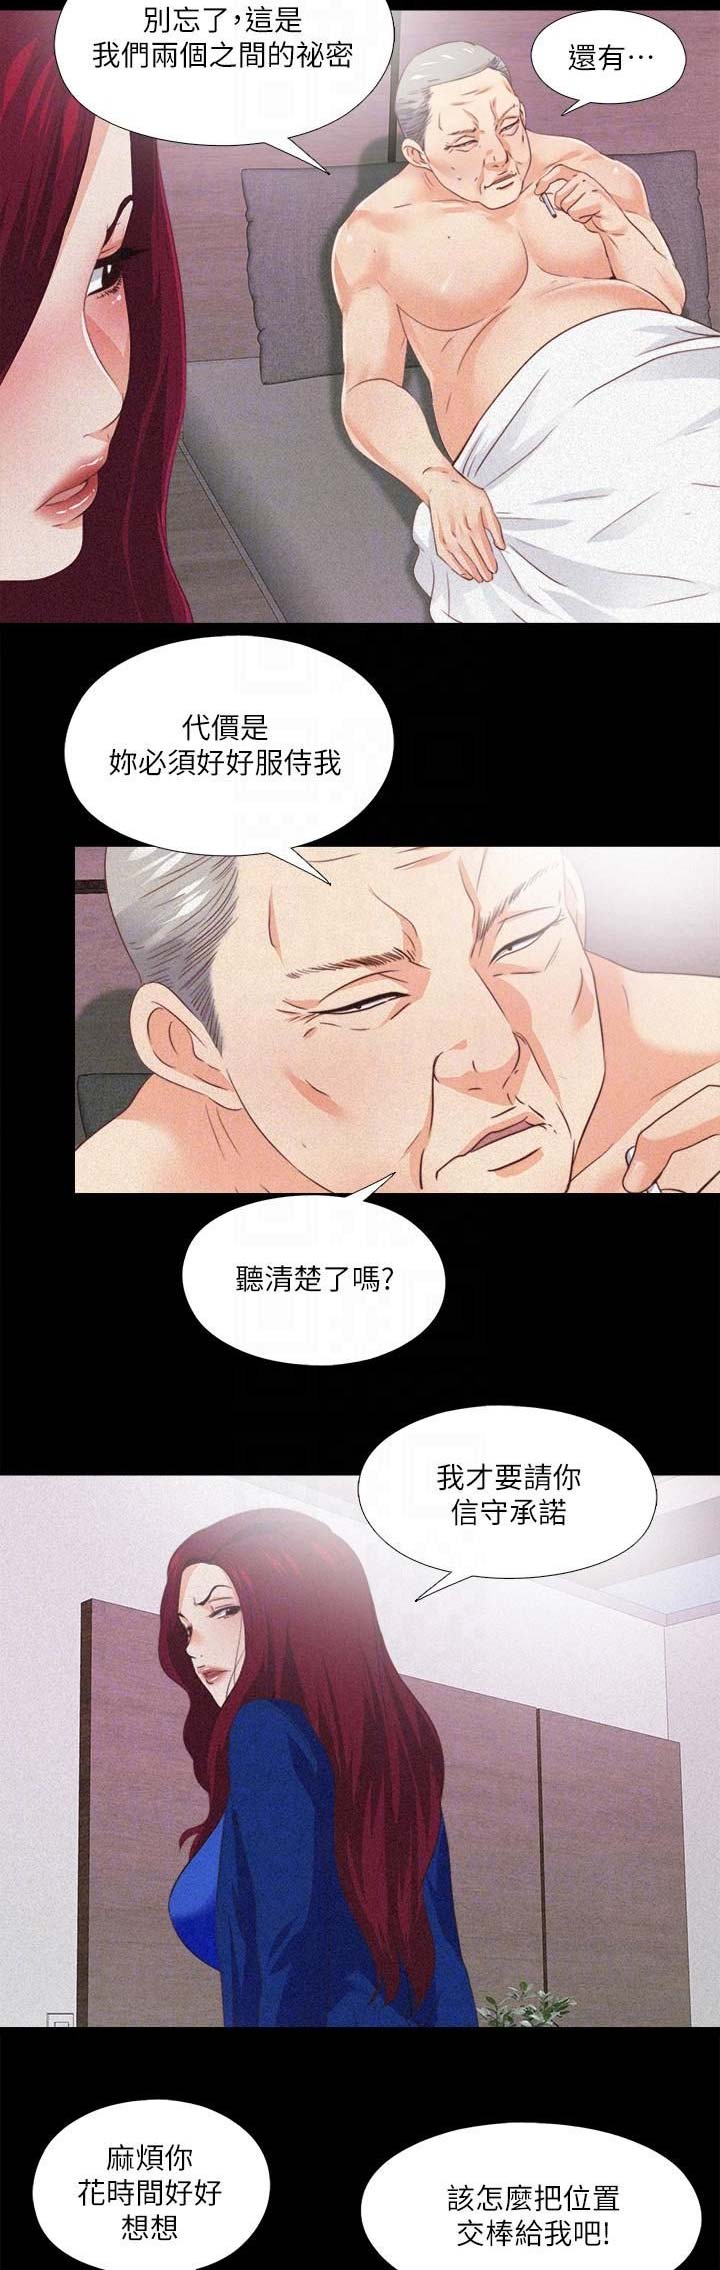 別忘了,這是
我們兩個之間的祕密
還有…
代價是
妳必須好好服侍我
聽清楚了嗎?
我才要請你
信守承諾
麻煩你
花時間好好
想想
該怎麼把位置
交棒給我吧!